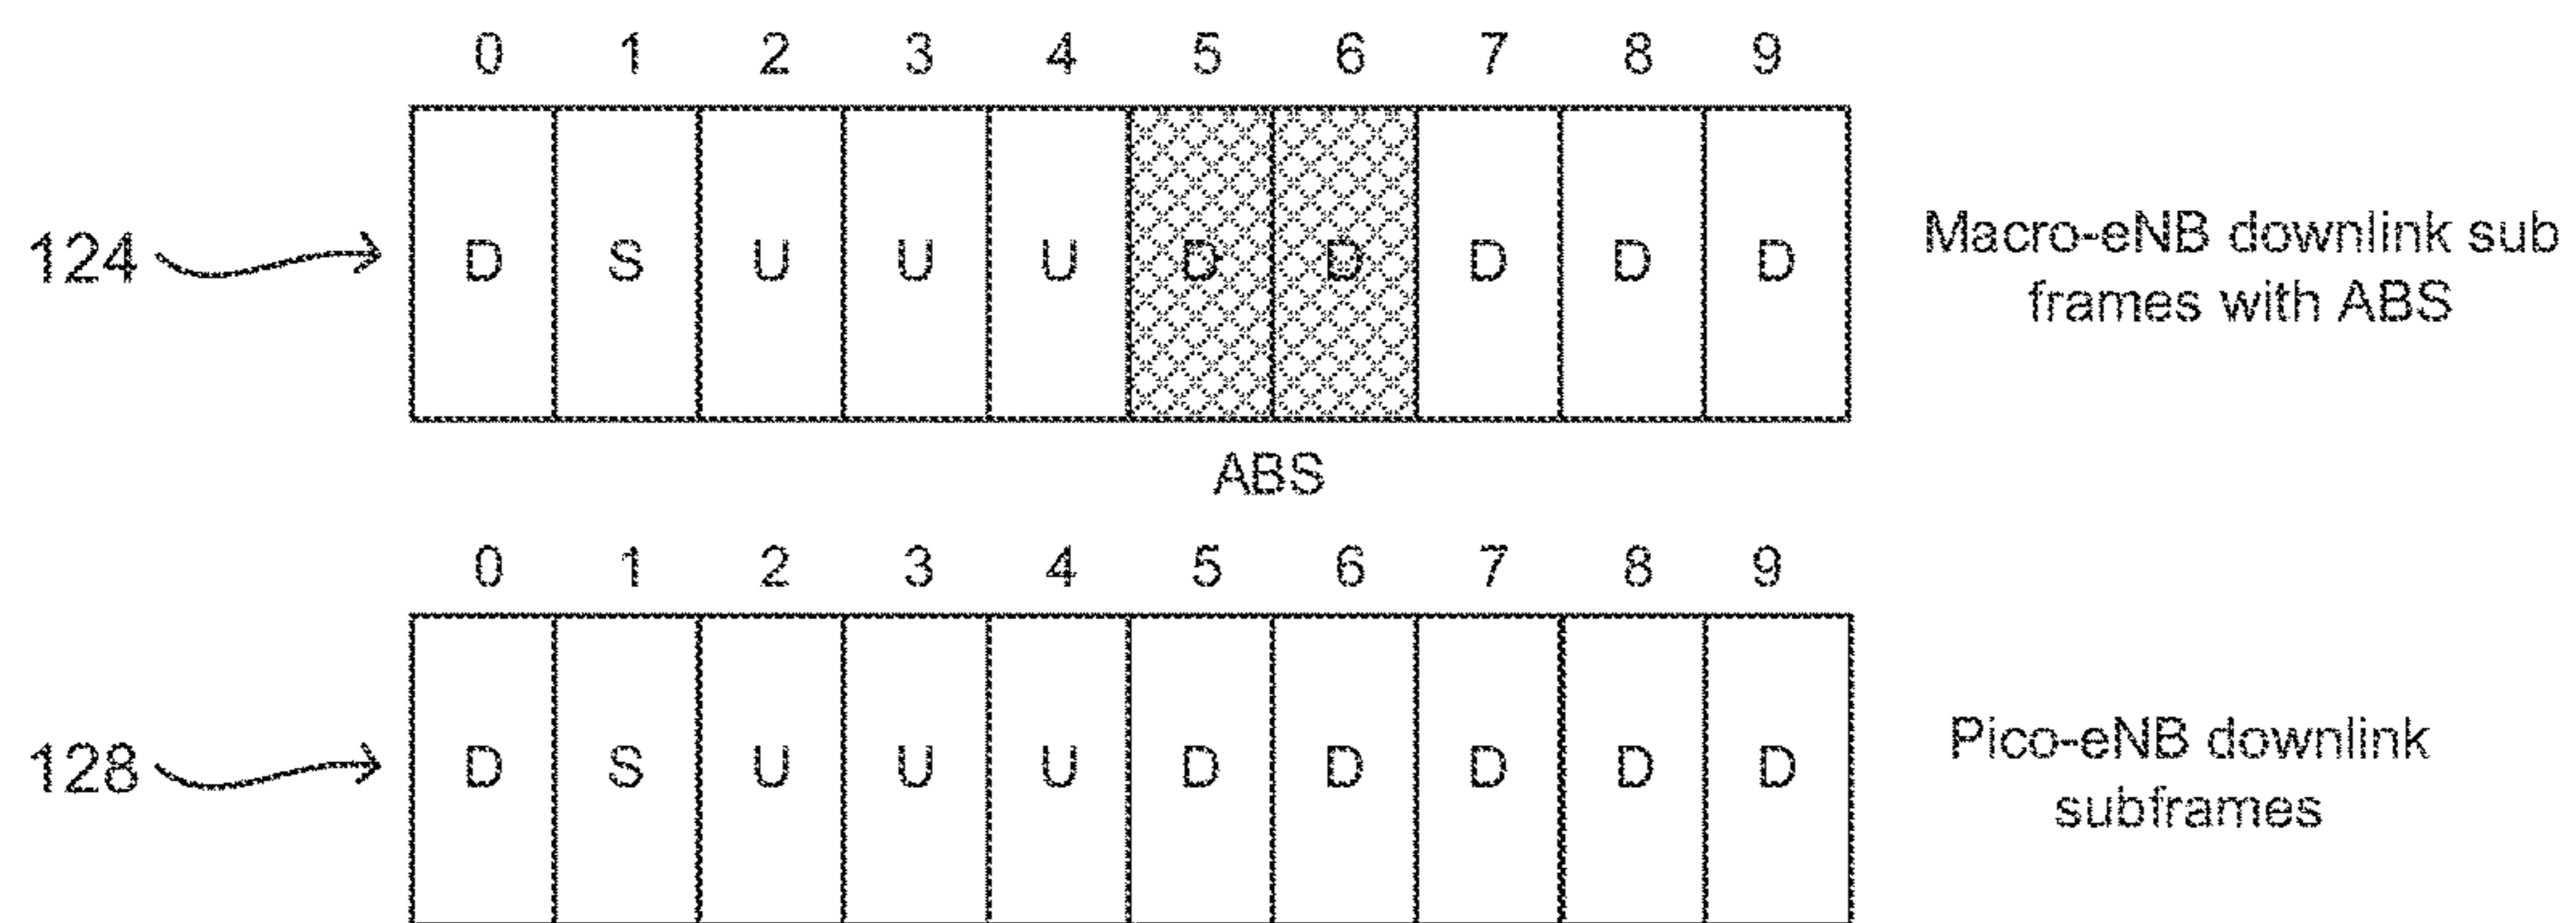 0 1 2 3 4 5 6 7 8 9
124 D S U U U D D D D D Macro-eNB downlink sub
frames with ABS
ABS
0 1 2 3 4 5 6 7 8 9
128 D S U U U D D D D D Pico-eNB downlink
subframes